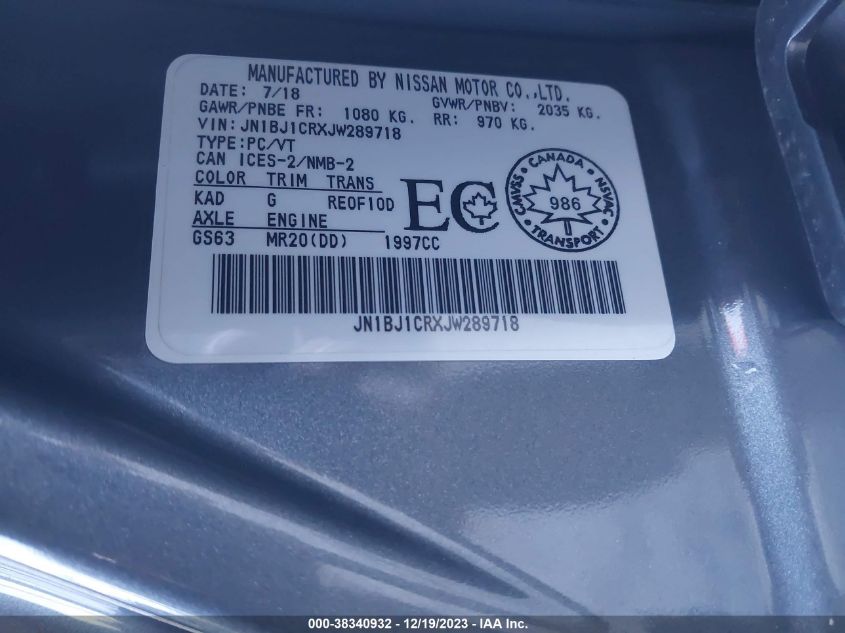 MANUFACTURED BY NISSAN MOTOR CO.,LTD.
DATE: 7/18 GVWR/PNBV: 2035 KG.
GAWR/PNBE FR: 1080 KG. RR: 970 KG.
VIN: JN1BJ1CRXJW289718
TYPE:PC/VT
CAN ICES-2/NMB-2
COLOR TRIM TRANS
KAD G RE0F10D
AXLE ENGINE
GS63 MR20(DD) 1997CC
EC
CANADA
CMVSS NSVAC
986
TRANSPORT
JN1BJ1CRXJW289718
000-38340932 - 12/19/2023 - IAA Inc.